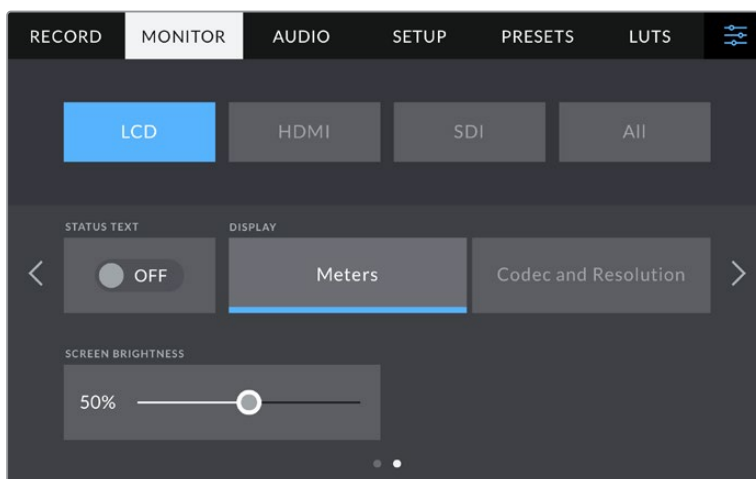 RECORD MONITOR AUDIO SETUP PRESETS LUTS
LCD HDMI SDI All
STATUS TEXT DISPLAY
OFF Meters Codec and Resolution
SCREEN BRIGHTNESS
50%